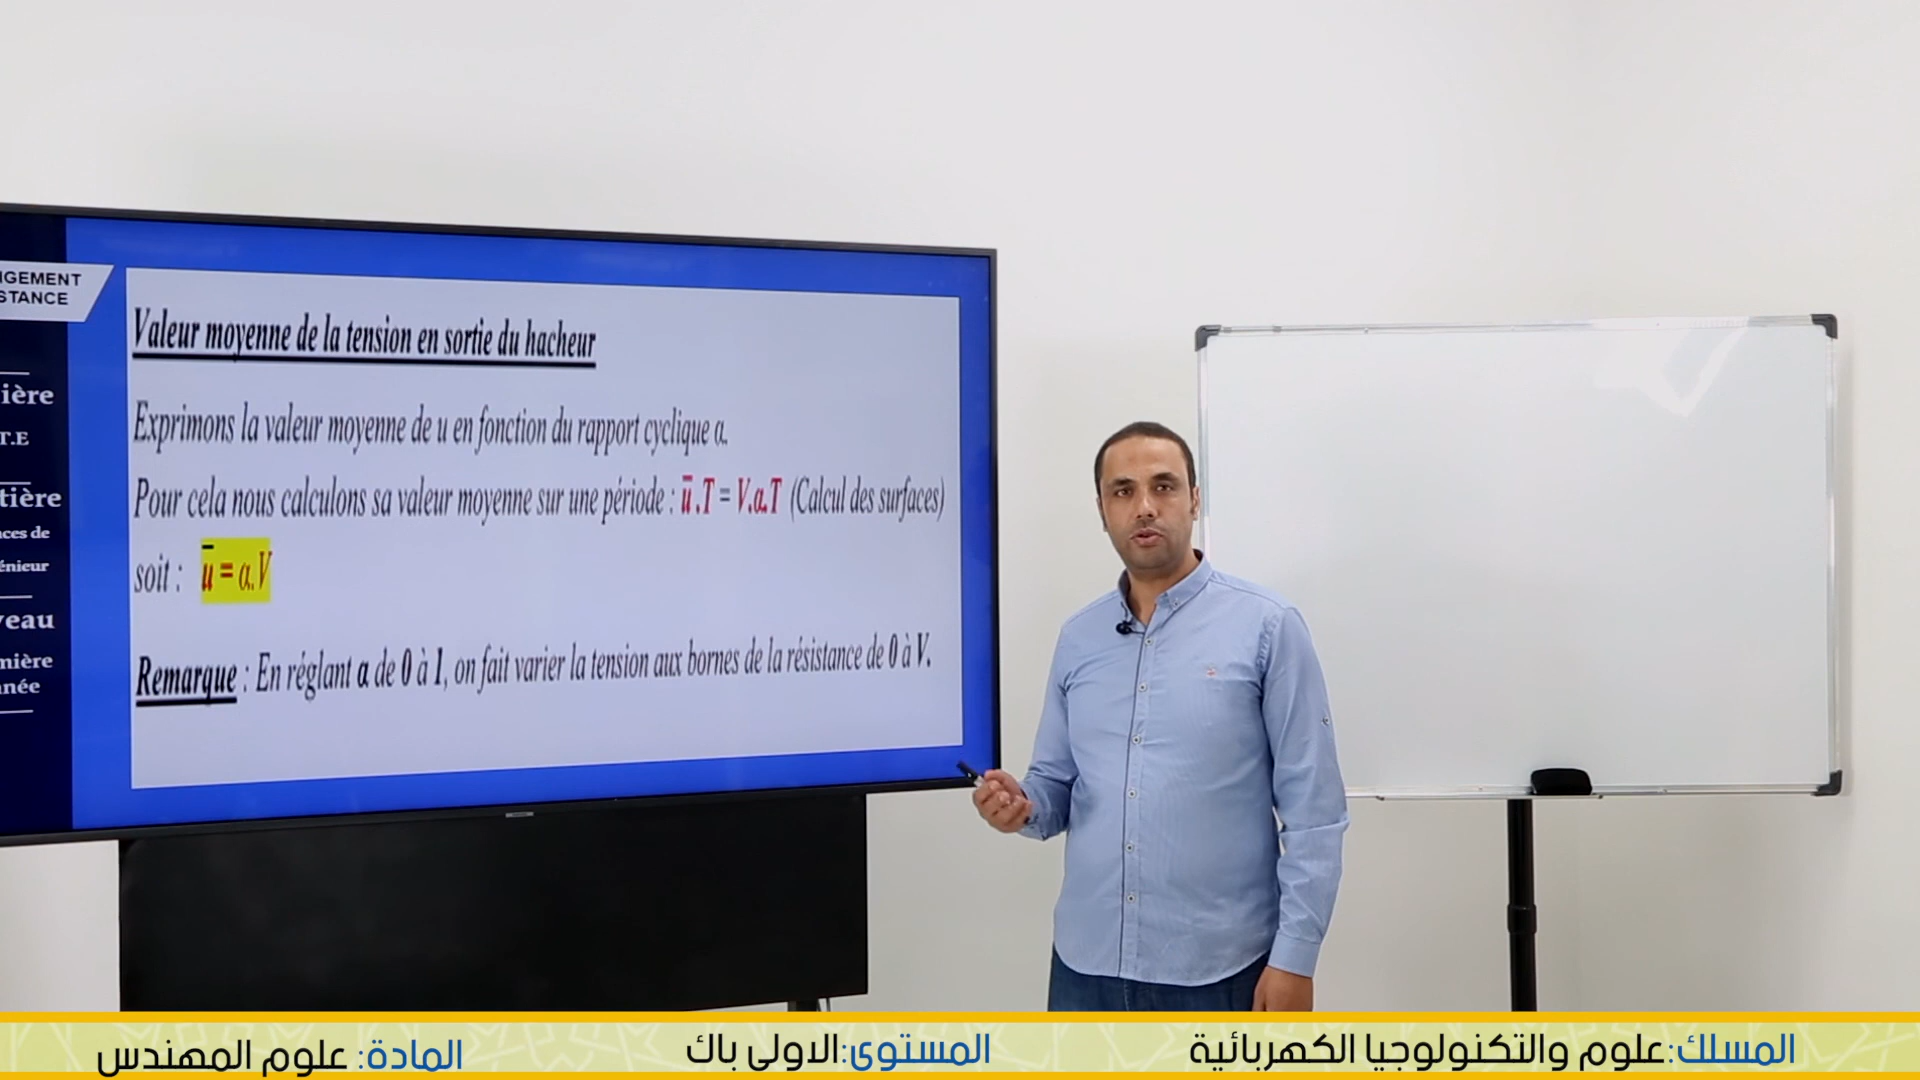 Valeur moyenne de la tension en sortie du hacheur
Exprimons la valeur moyenne de u en fonction du rapport cyclique α.
Pour cela nous calculons sa valeur moyenne sur une période : ū.T = V.α.T (Calcul des surfaces)
soit : ū = α.V
Remarque : En réglant α de 0 à 1, on fait varier la tension aux bornes de la résistance de 0 à V.
GEMENT
STANCE
ière
T.E
tière
ces de
énieur
eau
mière
née
المسلك:علوم والتكنولوجيا الكهربائية
المستوى:الاولى باك
المادة: علوم المهندس